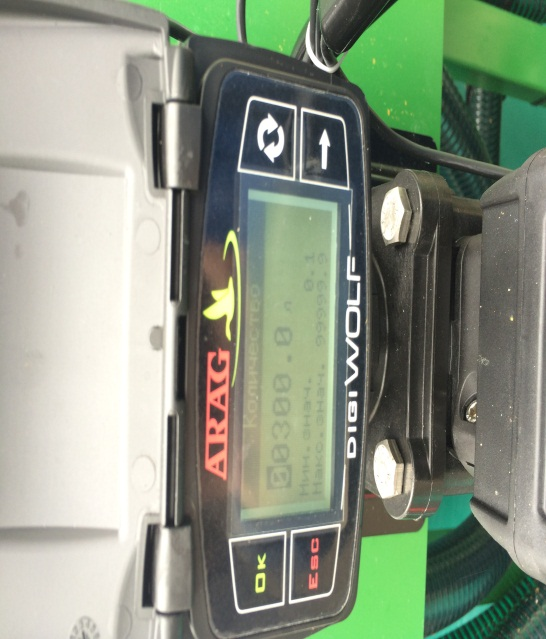 ARAG
Количество
00300.0 л
Мин.знач. 0.1
Макс.знач. 99999.9
DIGIWOLF
OK
ESC